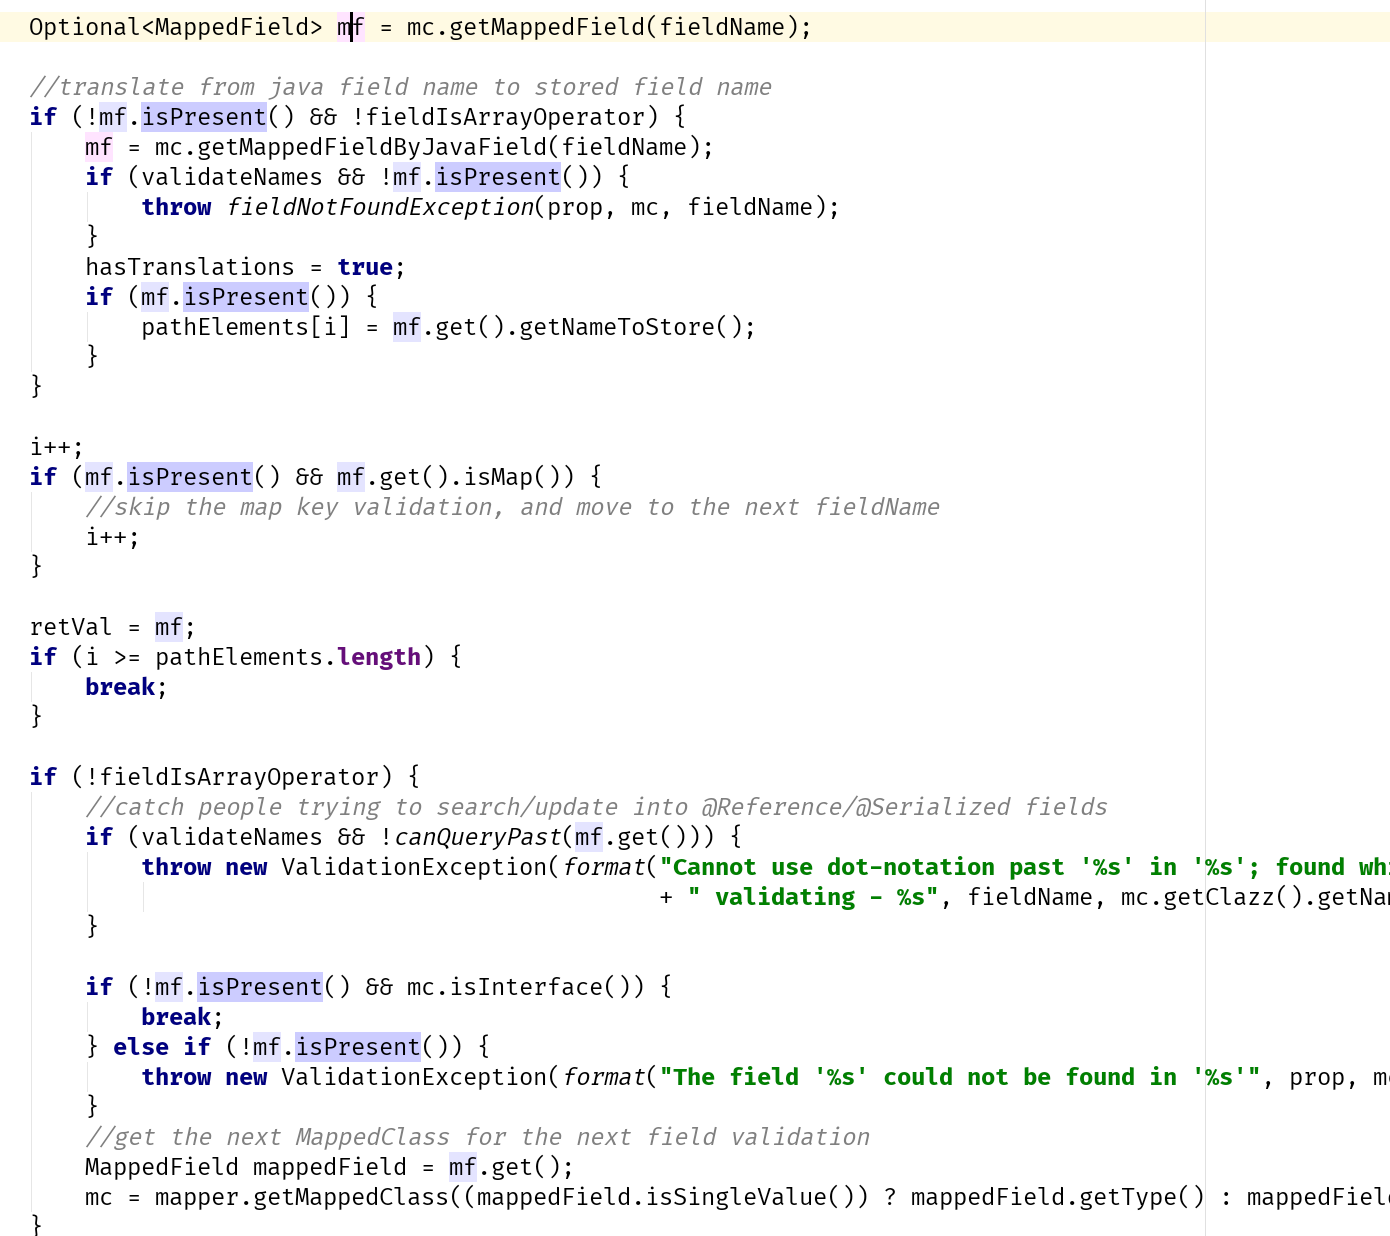 Optional<MappedField> mf = mc.getMappedField(fieldName);
//translate from java field name to stored field name
if (!mf.isPresent() && !fieldIsArrayOperator) {
    mf = mc.getMappedFieldByJavaField(fieldName);
    if (validateNames && !mf.isPresent()) {
        throw fieldNotFoundException(prop, mc, fieldName);
    }
    hasTranslations = true;
    if (mf.isPresent()) {
        pathElements[i] = mf.get().getNameToStore();
    }
}
i++;
if (mf.isPresent() && mf.get().isMap()) {
    //skip the map key validation, and move to the next fieldName
    i++;
}
retVal = mf;
if (i >= pathElements.length) {
    break;
}
if (!fieldIsArrayOperator) {
    //catch people trying to search/update into @Reference/@Serialized fields
    if (validateNames && !canQueryPast(mf.get())) {
        throw new ValidationException(format("Cannot use dot-notation past '%s' in '%s'; found
                                             + " validating - %s", fieldName, mc.getClazz().
    }
    if (!mf.isPresent() && mc.isInterface()) {
        break;
    } else if (!mf.isPresent()) {
        throw new ValidationException(format("The field '%s' could not be found in '%s'", prop,
    }
    //get the next MappedClass for the next field validation
    MappedField mappedField = mf.get();
    mc = mapper.getMappedClass((mappedField.isSingleValue()) ? mappedField.getType() :
}